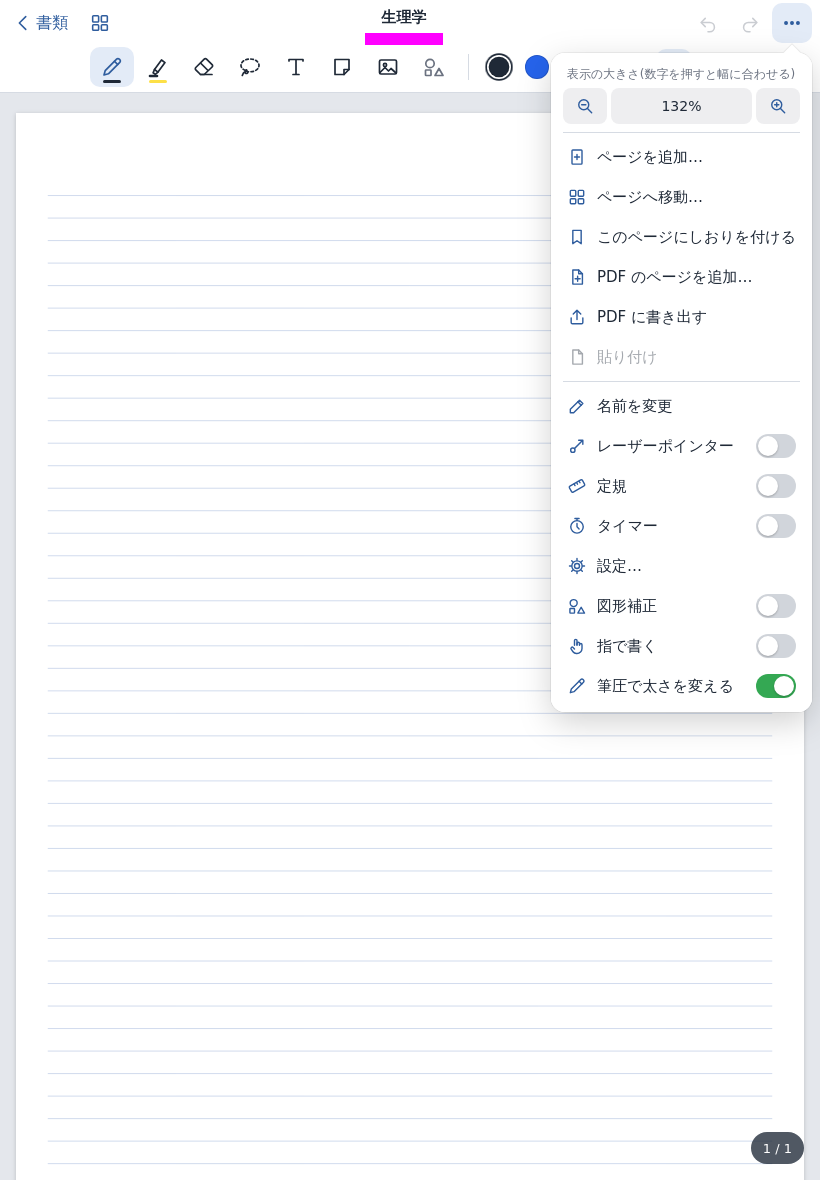 書類
生理学
表示の大きさ(数字を押すと幅に合わせる)
132%
ページを追加…
ページへ移動…
このページにしおりを付ける
PDF のページを追加…
PDF に書き出す
貼り付け
名前を変更
レーザーポインター
定規
タイマー
設定…
図形補正
指で書く
筆圧で太さを変える
1 / 1